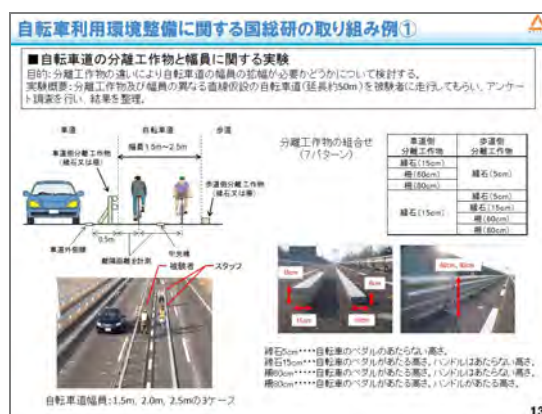 自転車利用環境整備に関する国総研の取り組み例①
■自転車道の分離工作物と幅員に関する実験
目的:分離工作物の違いにより自転車道の幅員の拡幅が必要かどうかについて検討する。
実験概要:分離工作物及び幅員の異なる直線仮設の自転車道(延長約50m)を被験者に走行してもらい、アンケート調査を行い、結果を整理。
車道
自転車道
歩道
幅員1.5m~2.5m
車道側分離工作物
(縁石又は柵)
歩道側分離工作物
(縁石又は柵)
0.5m
車道外側線
中央線
離隔距離を計測
被験者
スタッフ
自転車道幅員:1.5m, 2.0m, 2.5mの3ケース
分離工作物の組合せ
(7パターン)
車道側
分離工作物
歩道側
分離工作物
縁石(15cm)
柵(60cm)
柵(80cm)
縁石(5cm)
縁石(15cm)
縁石(5cm)
縁石(15cm)
柵(60cm)
柵(80cm)
60cm, 80cm
縁石5cm・・・・自転車のペダルのあたらない高さ。
縁石15cm・・・・自転車のペダルがあたる高さ。ハンドルはあたらない高さ。
柵60cm・・・・自転車のペダルがあたる高さ。ハンドルはあたらない高さ。
柵80cm・・・・自転車のペダルがあたる高さ。ハンドルがあたる高さ。